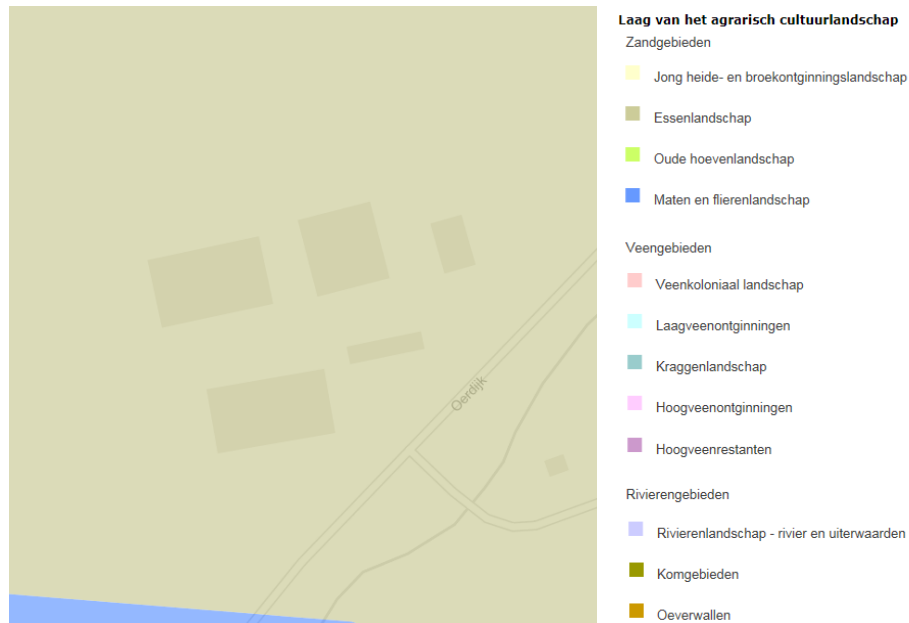 Laag van het agrarisch cultuurlandschap
Zandgebieden
Jong heide- en broekontginningslandschap
Essenlandschap
Oude hoevenlandschap
Maten en flierenlandschap
Veengebieden
Veenkoloniaal landschap
Laagveenontginningen
Kraggenlandschap
Hoogveenontginningen
Hoogveenrestanten
Rivierengebieden
Rivierenlandschap - rivier en uiterwaarden
Komgebieden
Oeverwallen
Oerdijk